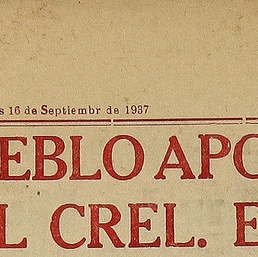 s 16 de Septiembr de 1937
EBLO APO
L CREL. E